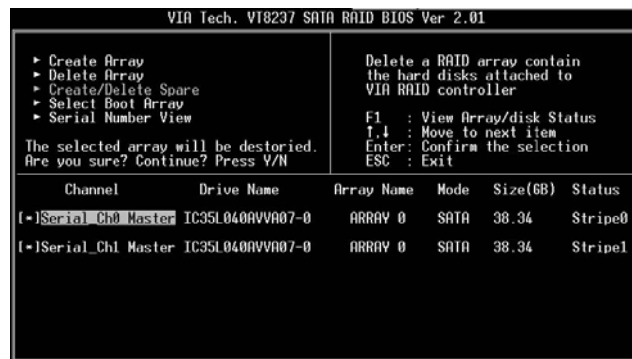 VIA Tech. VT8237 SATA RAID BIOS Ver 2.01
► Create Array
► Delete Array
► Create/Delete Spare
► Select Boot Array
► Serial Number View
The selected array will be destoried.
Are you sure? Continue? Press Y/N
Delete a RAID array contain
the hard disks attached to
VIA RAID controller
F1 : View Array/disk Status
↑,↓ : Move to next item
Enter: Confirm the selection
ESC : Exit
Channel Drive Name Array Name Mode Size(GB) Status
[*]Serial_Ch0 Master IC35L040AVVA07-0 ARRAY 0 SATA 38.34 Stripe0
[*]Serial_Ch1 Master IC35L040AVVA07-0 ARRAY 0 SATA 38.34 Stripe1